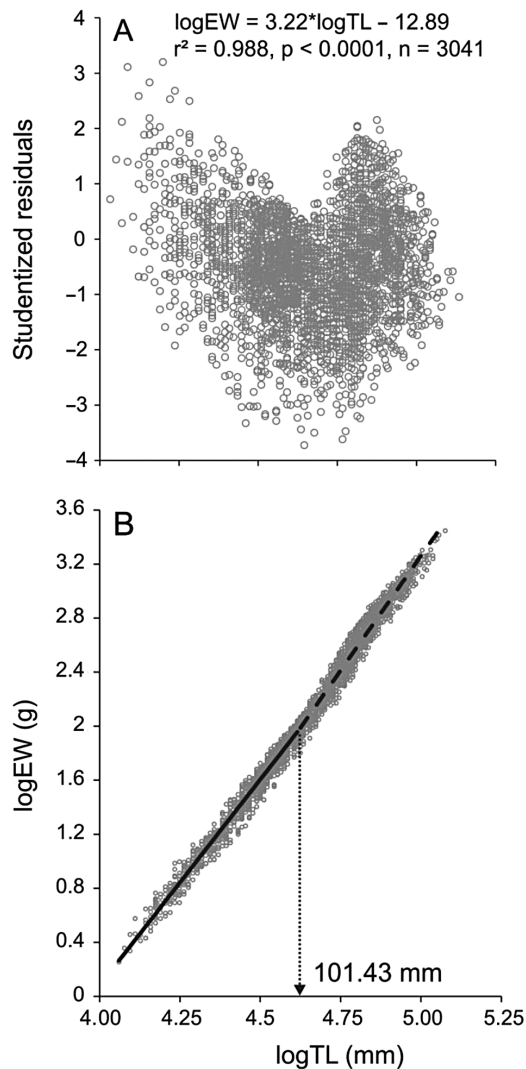 A
logEW = 3.22*logTL – 12.89
r² = 0.988, p < 0.0001, n = 3041
4
3
2
1
0
–1
–2
–3
–4
Studentized residuals
B
3.6
3.2
2.8
2.4
2
1.6
1.2
0.8
0.4
0
logEW (g)
101.43 mm
4.00 4.25 4.5 4.75 5.00 5.25
logTL (mm)